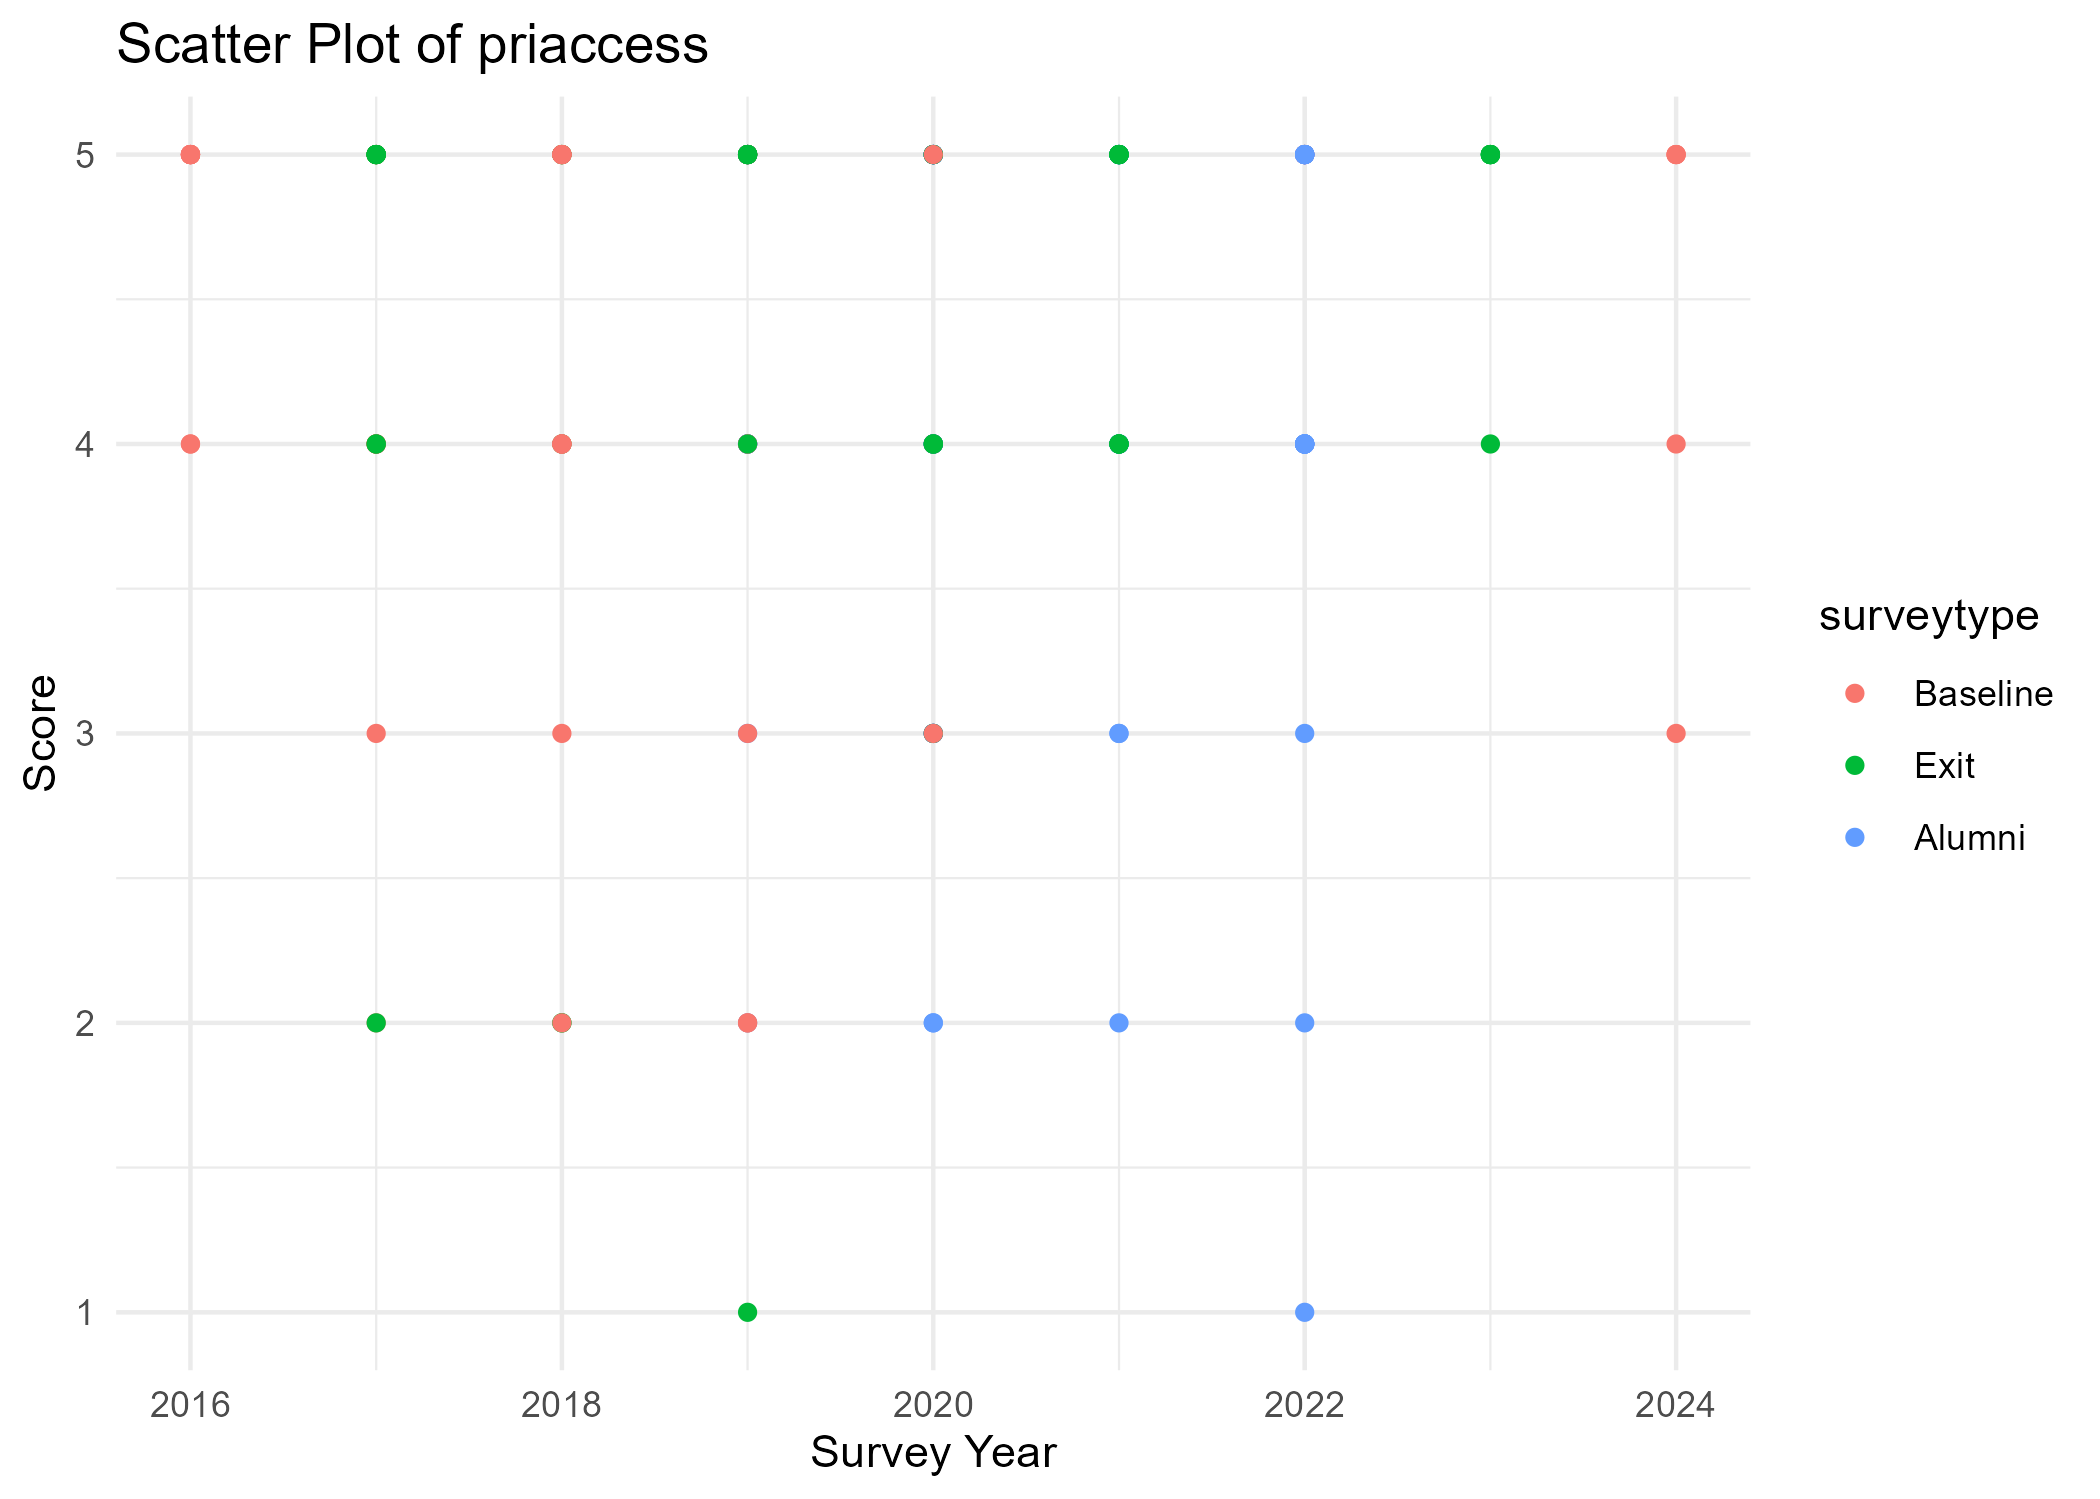 Scatter Plot of priaccess
5
4
3
2
1
Score
2016 2018 2020 2022 2024
Survey Year
surveytype
Baseline
Exit
Alumni